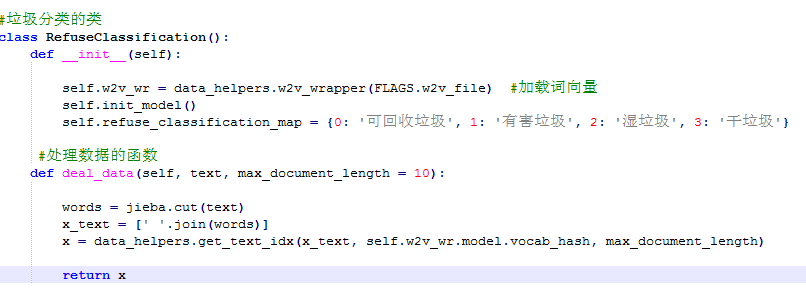 #垃圾分类的类
class RefuseClassification():
    def __init__(self):
        self.w2v_wr = data_helpers.w2v_wrapper(FLAGS.w2v_file)  #加载词向量
        self.init_model()
        self.refuse_classification_map = {0: '可回收垃圾', 1: '有害垃圾', 2: '湿垃圾', 3: '干垃圾'}
     #处理数据的函数
    def deal_data(self, text, max_document_length = 10):
        words = jieba.cut(text)
        x_text = [' '.join(words)]
        x = data_helpers.get_text_idx(x_text, self.w2v_wr.model.vocab_hash, max_document_length)
        return x